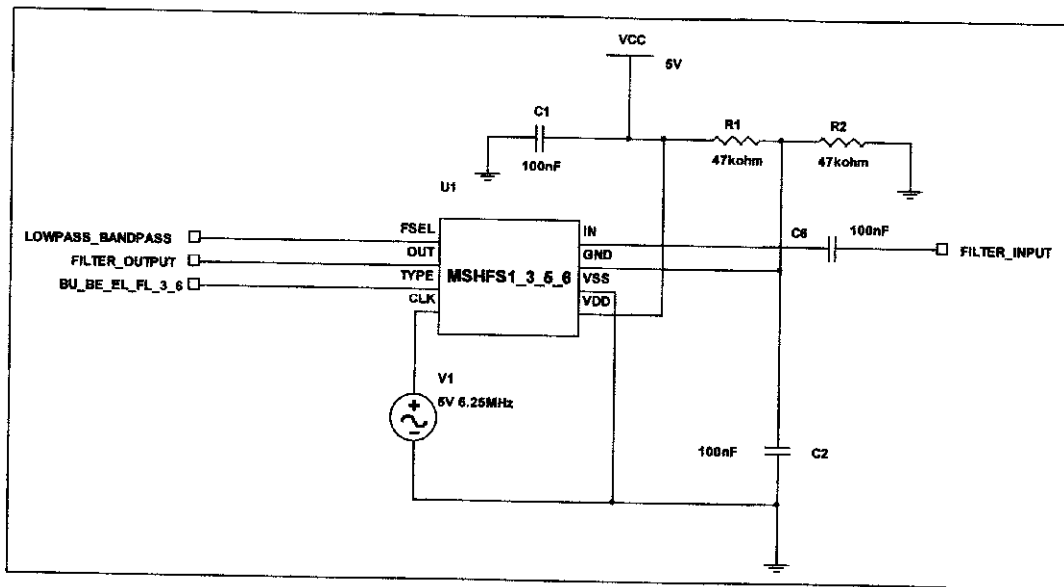 VCC
5V
C1
100nF
R1
47kohm
R2
47kohm
U1
LOWPASS_BANDPASS
FILTER_OUTPUT
BU_BE_EL_FL_3_6
FSEL
OUT
TYPE
CLK
MSHFS1_3_5_6
IN
GND
VSS
VDD
C6
100nF
FILTER_INPUT
V1
5V 6.25MHz
100nF
C2